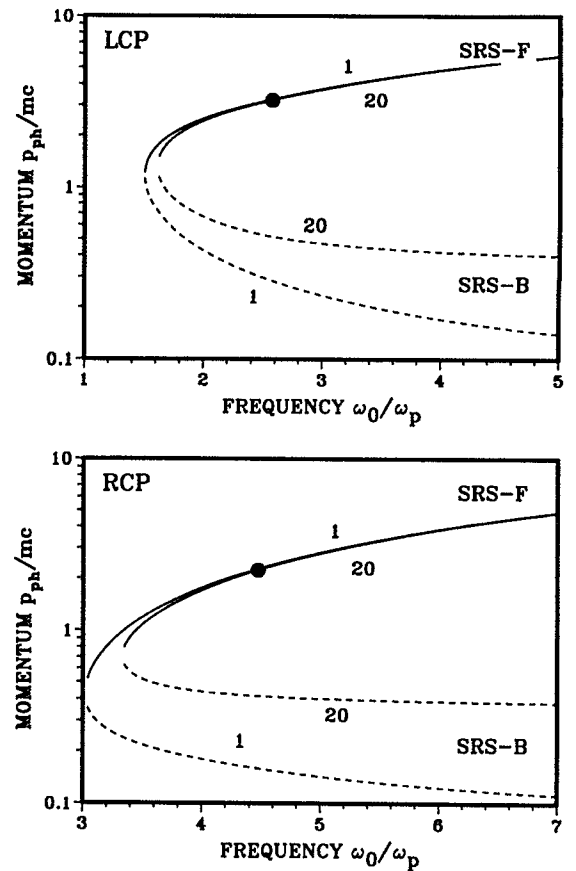 10
LCP
SRS-F
1
20
1
20
SRS-B
1
0.1
1
2
3
4
5
MOMENTUM p_ph/mc
FREQUENCY ω₀/ω_p
10
RCP
SRS-F
1
20
1
20
SRS-B
1
0.1
3
4
5
6
7
MOMENTUM p_ph/mc
FREQUENCY ω₀/ω_p